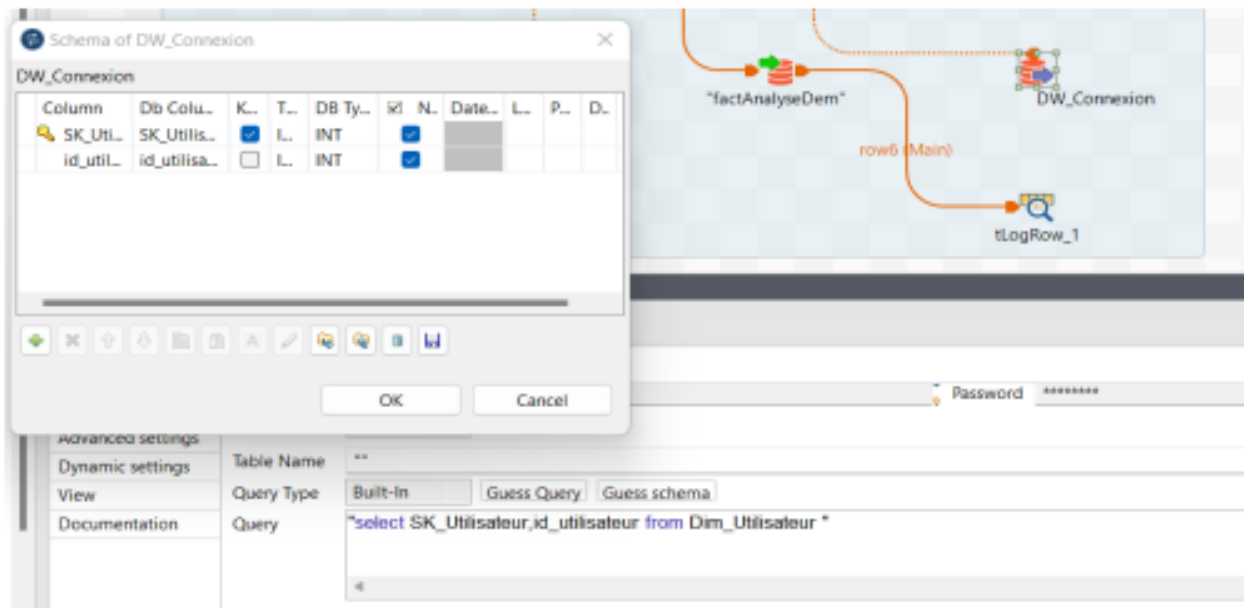 Schema of DW_Connexion
DW_Connexion
Column Db Colu... K... T... DB Ty... N.. Date... L... P... D..
SK_Uti... SK_Utilis... I... INT
id_util... id_utilisa... I... INT
OK Cancel
"factAnalyseDem"
DW_Connexion
row6 (Main)
tLogRow_1
Password ********
Advanced settings
Dynamic settings
View
Documentation
Table Name ""
Query Type Built-In Guess Query Guess schema
Query "select SK_Utilisateur,id_utilisateur from Dim_Utilisateur "